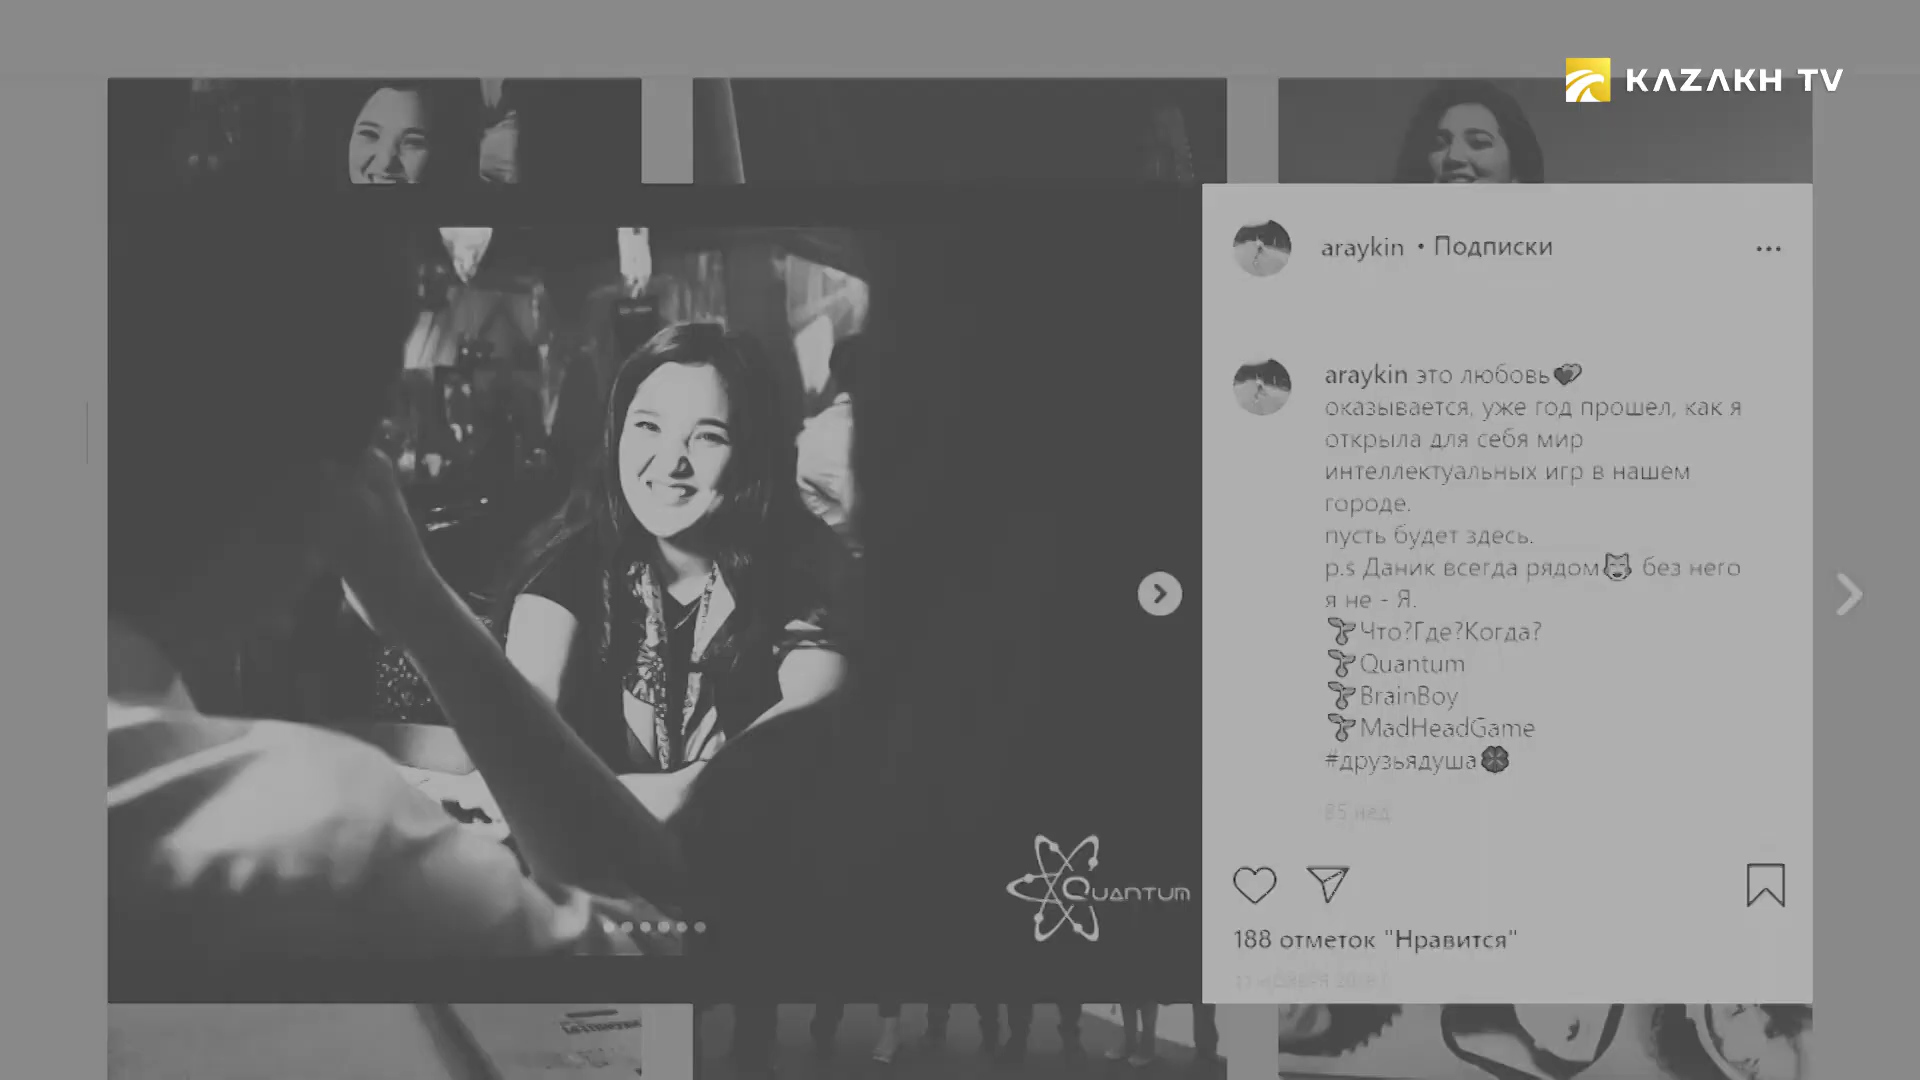 KAZAKH TV
araykin • Подписки
araykin это любовь
оказывается, уже год прошел, как я
открыла для себя мир
интеллектуальных игр в нашем
городе.
пусть будет здесь.
p.s Даник всегда рядом без него
я не - Я.
Что?Где?Когда?
Quantum
BrainBoy
MadHeadGame
#друзьядуша
85 нед.
Quantum
188 отметок "Нравится"